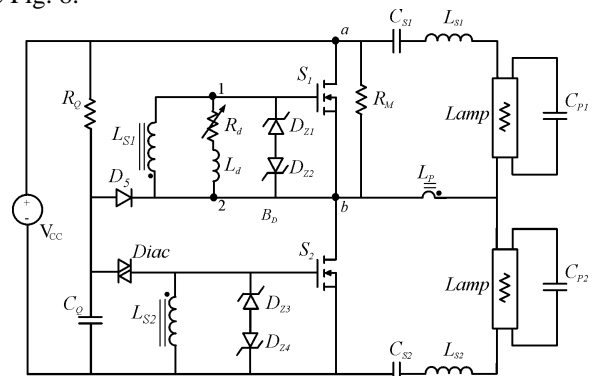 Fig. 8.
C_S1 L_S1
a
S_1
1
R_Q
R_d
D_Z1
R_M
Lamp
C_P1
L_S1
L_d
D_Z2
D_5
L_P
2
B_D
b
+
-
V_CC
Diac
S_2
Lamp
C_P2
C_Q
L_S2
D_Z3
D_Z4
C_S2 L_S2